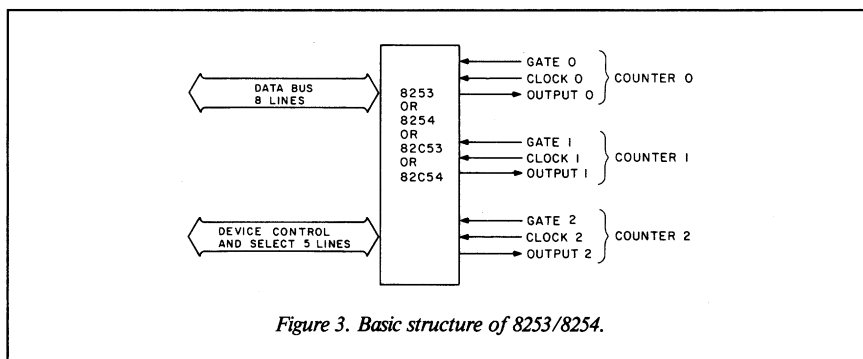 DATA BUS
8 LINES
DEVICE CONTROL
AND SELECT 5 LINES
8253
OR
8254
OR
82C53
OR
82C54
GATE 0
CLOCK 0
OUTPUT 0
COUNTER 0
GATE 1
CLOCK 1
OUTPUT 1
COUNTER 1
GATE 2
CLOCK 2
OUTPUT 2
COUNTER 2
Figure 3. Basic structure of 8253/8254.